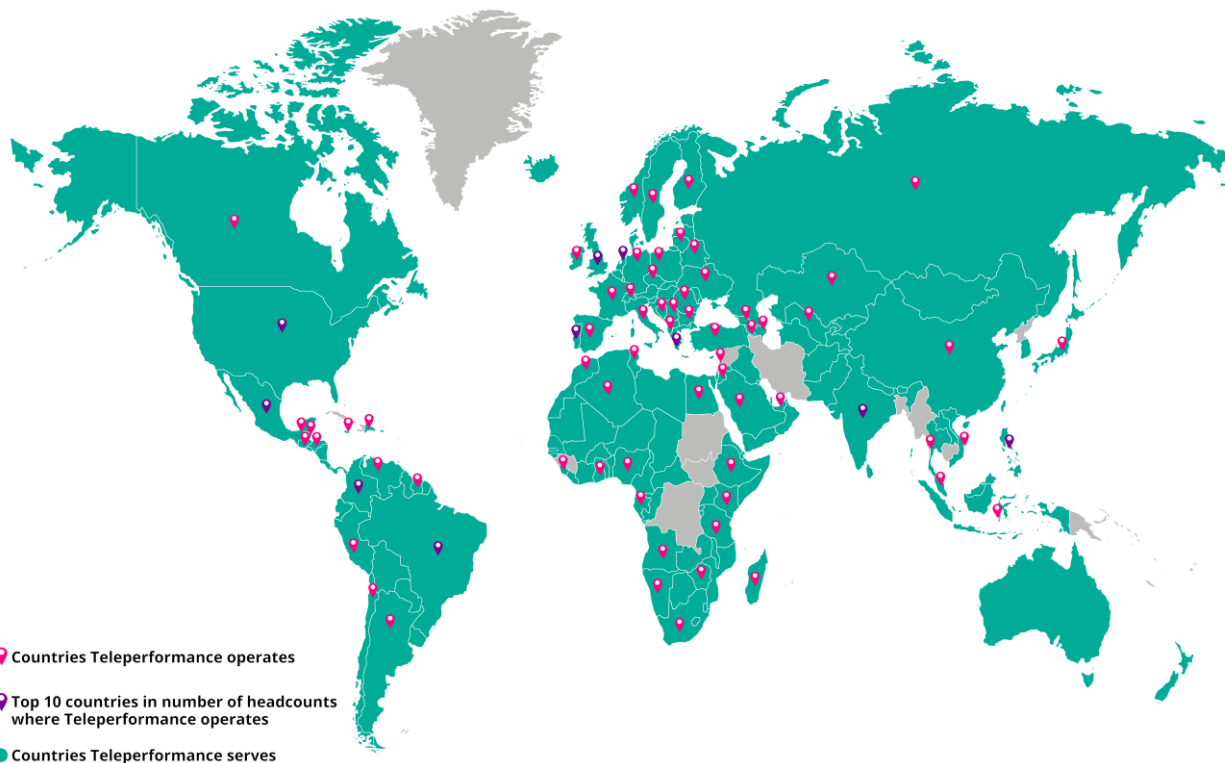 Countries Teleperformance operates
Top 10 countries in number of headcounts
where Teleperformance operates
Countries Teleperformance serves